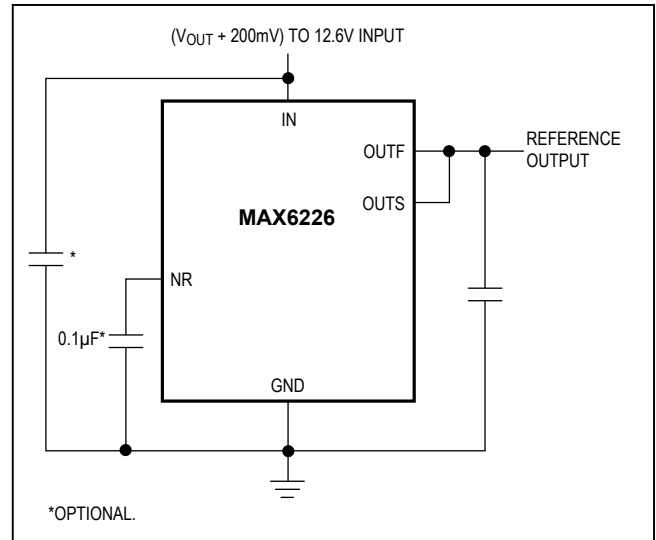 (VOUT + 200mV) TO 12.6V INPUT
IN
OUTF
REFERENCE
OUTPUT
OUTS
MAX6226
*
NR
0.1µF*
GND
*OPTIONAL.